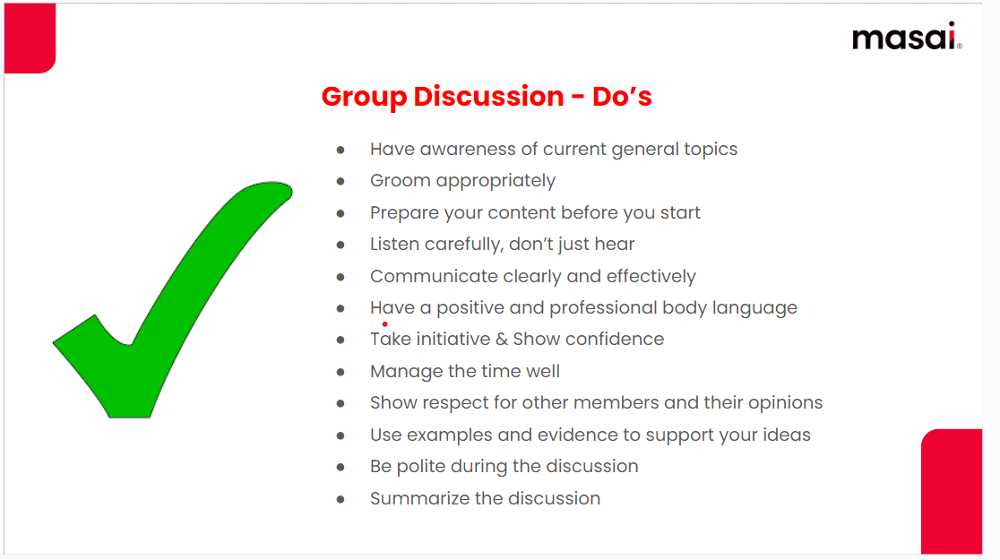 masai®
Group Discussion - Do’s
● Have awareness of current general topics
● Groom appropriately
● Prepare your content before you start
● Listen carefully, don’t just hear
● Communicate clearly and effectively
● Have a positive and professional body language
● Take initiative & Show confidence
● Manage the time well
● Show respect for other members and their opinions
● Use examples and evidence to support your ideas
● Be polite during the discussion
● Summarize the discussion